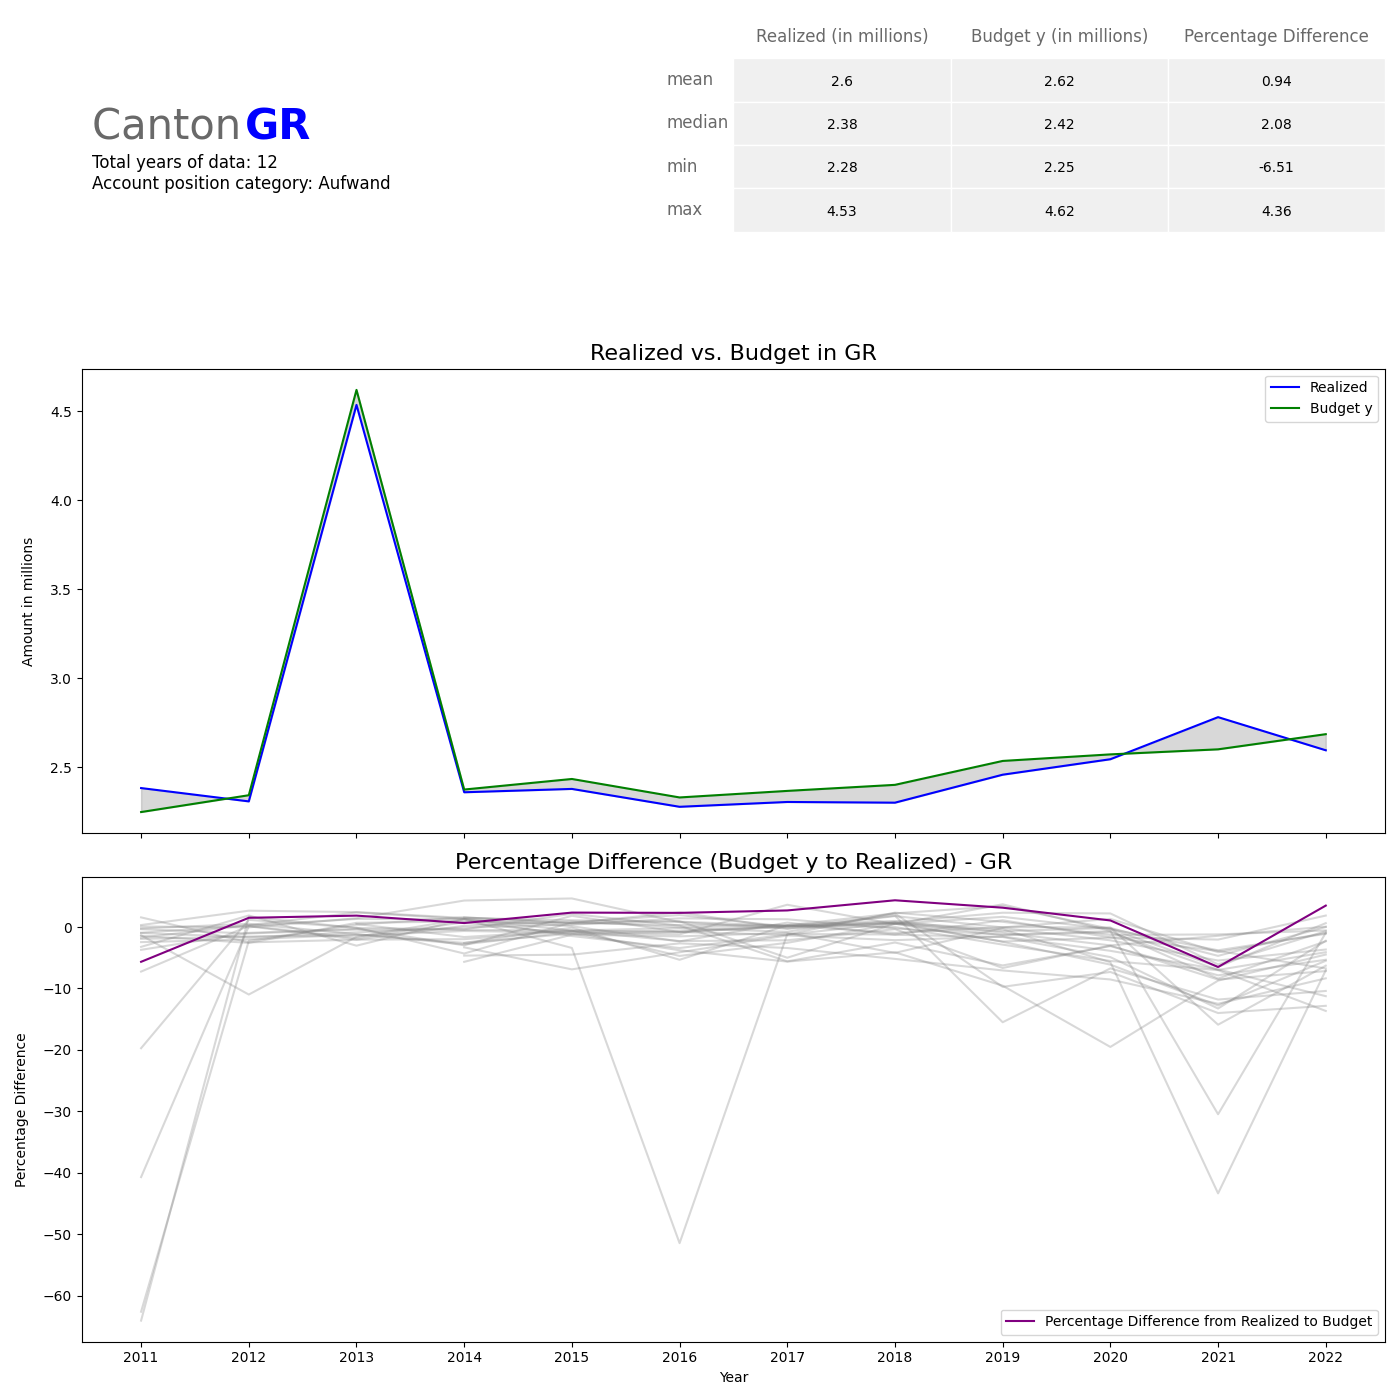 Realized (in millions) Budget y (in millions) Percentage Difference
mean 2.6 2.62 0.94
median 2.38 2.42 2.08
min 2.28 2.25 -6.51
max 4.53 4.62 4.36
Canton GR
Total years of data: 12
Account position category: Aufwand
Realized vs. Budget in GR
Realized
Budget y
Amount in millions
4.5
4.0
3.5
3.0
2.5
Percentage Difference (Budget y to Realized) - GR
Percentage Difference
0
−10
−20
−30
−40
−50
−60
Percentage Difference from Realized to Budget
2011 2012 2013 2014 2015 2016 2017 2018 2019 2020 2021 2022
Year